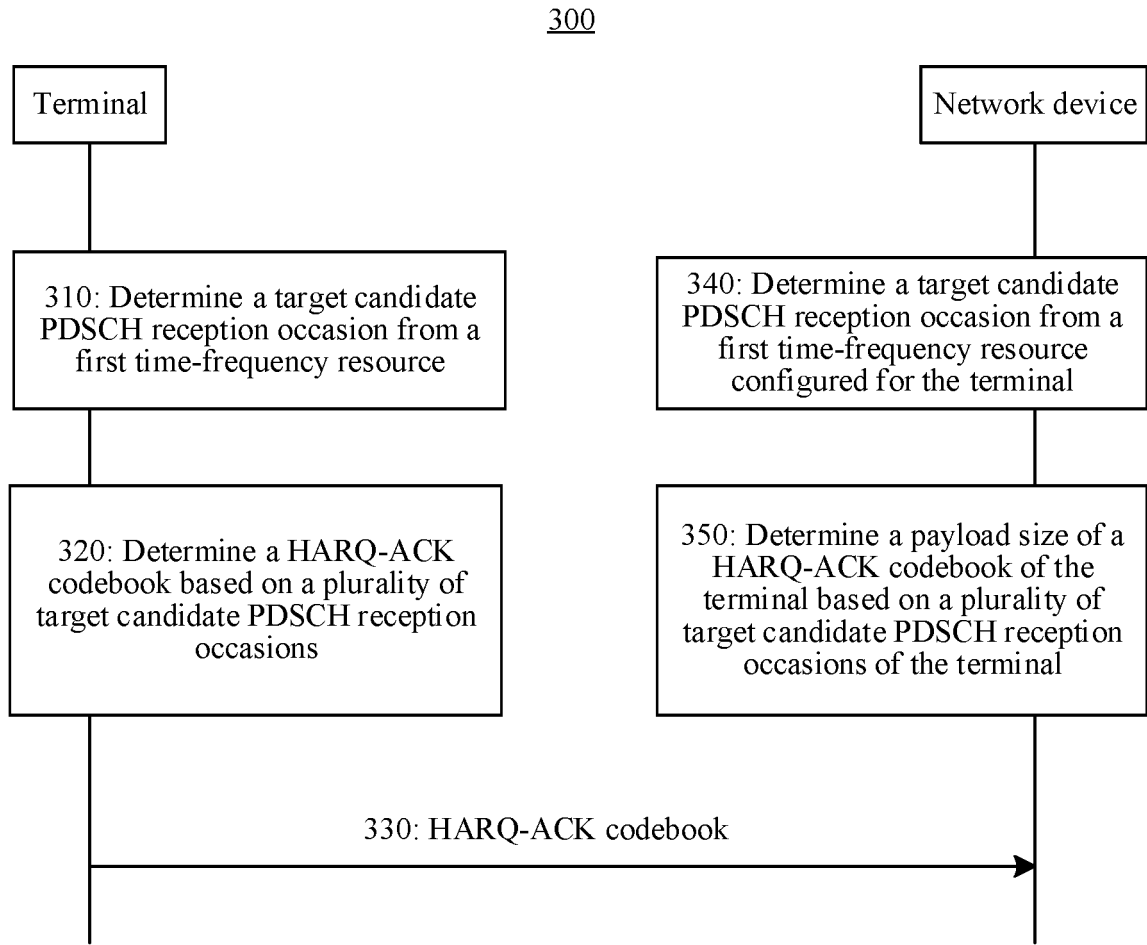 300
Terminal
Network device
310: Determine a target candidate
PDSCH reception occasion from a
first time-frequency resource
340: Determine a target candidate
PDSCH reception occasion from a
first time-frequency resource
configured for the terminal
320: Determine a HARQ-ACK
codebook based on a plurality of
target candidate PDSCH reception
occasions
350: Determine a payload size of a
HARQ-ACK codebook of the
terminal based on a plurality of
target candidate PDSCH reception
occasions of the terminal
330: HARQ-ACK codebook